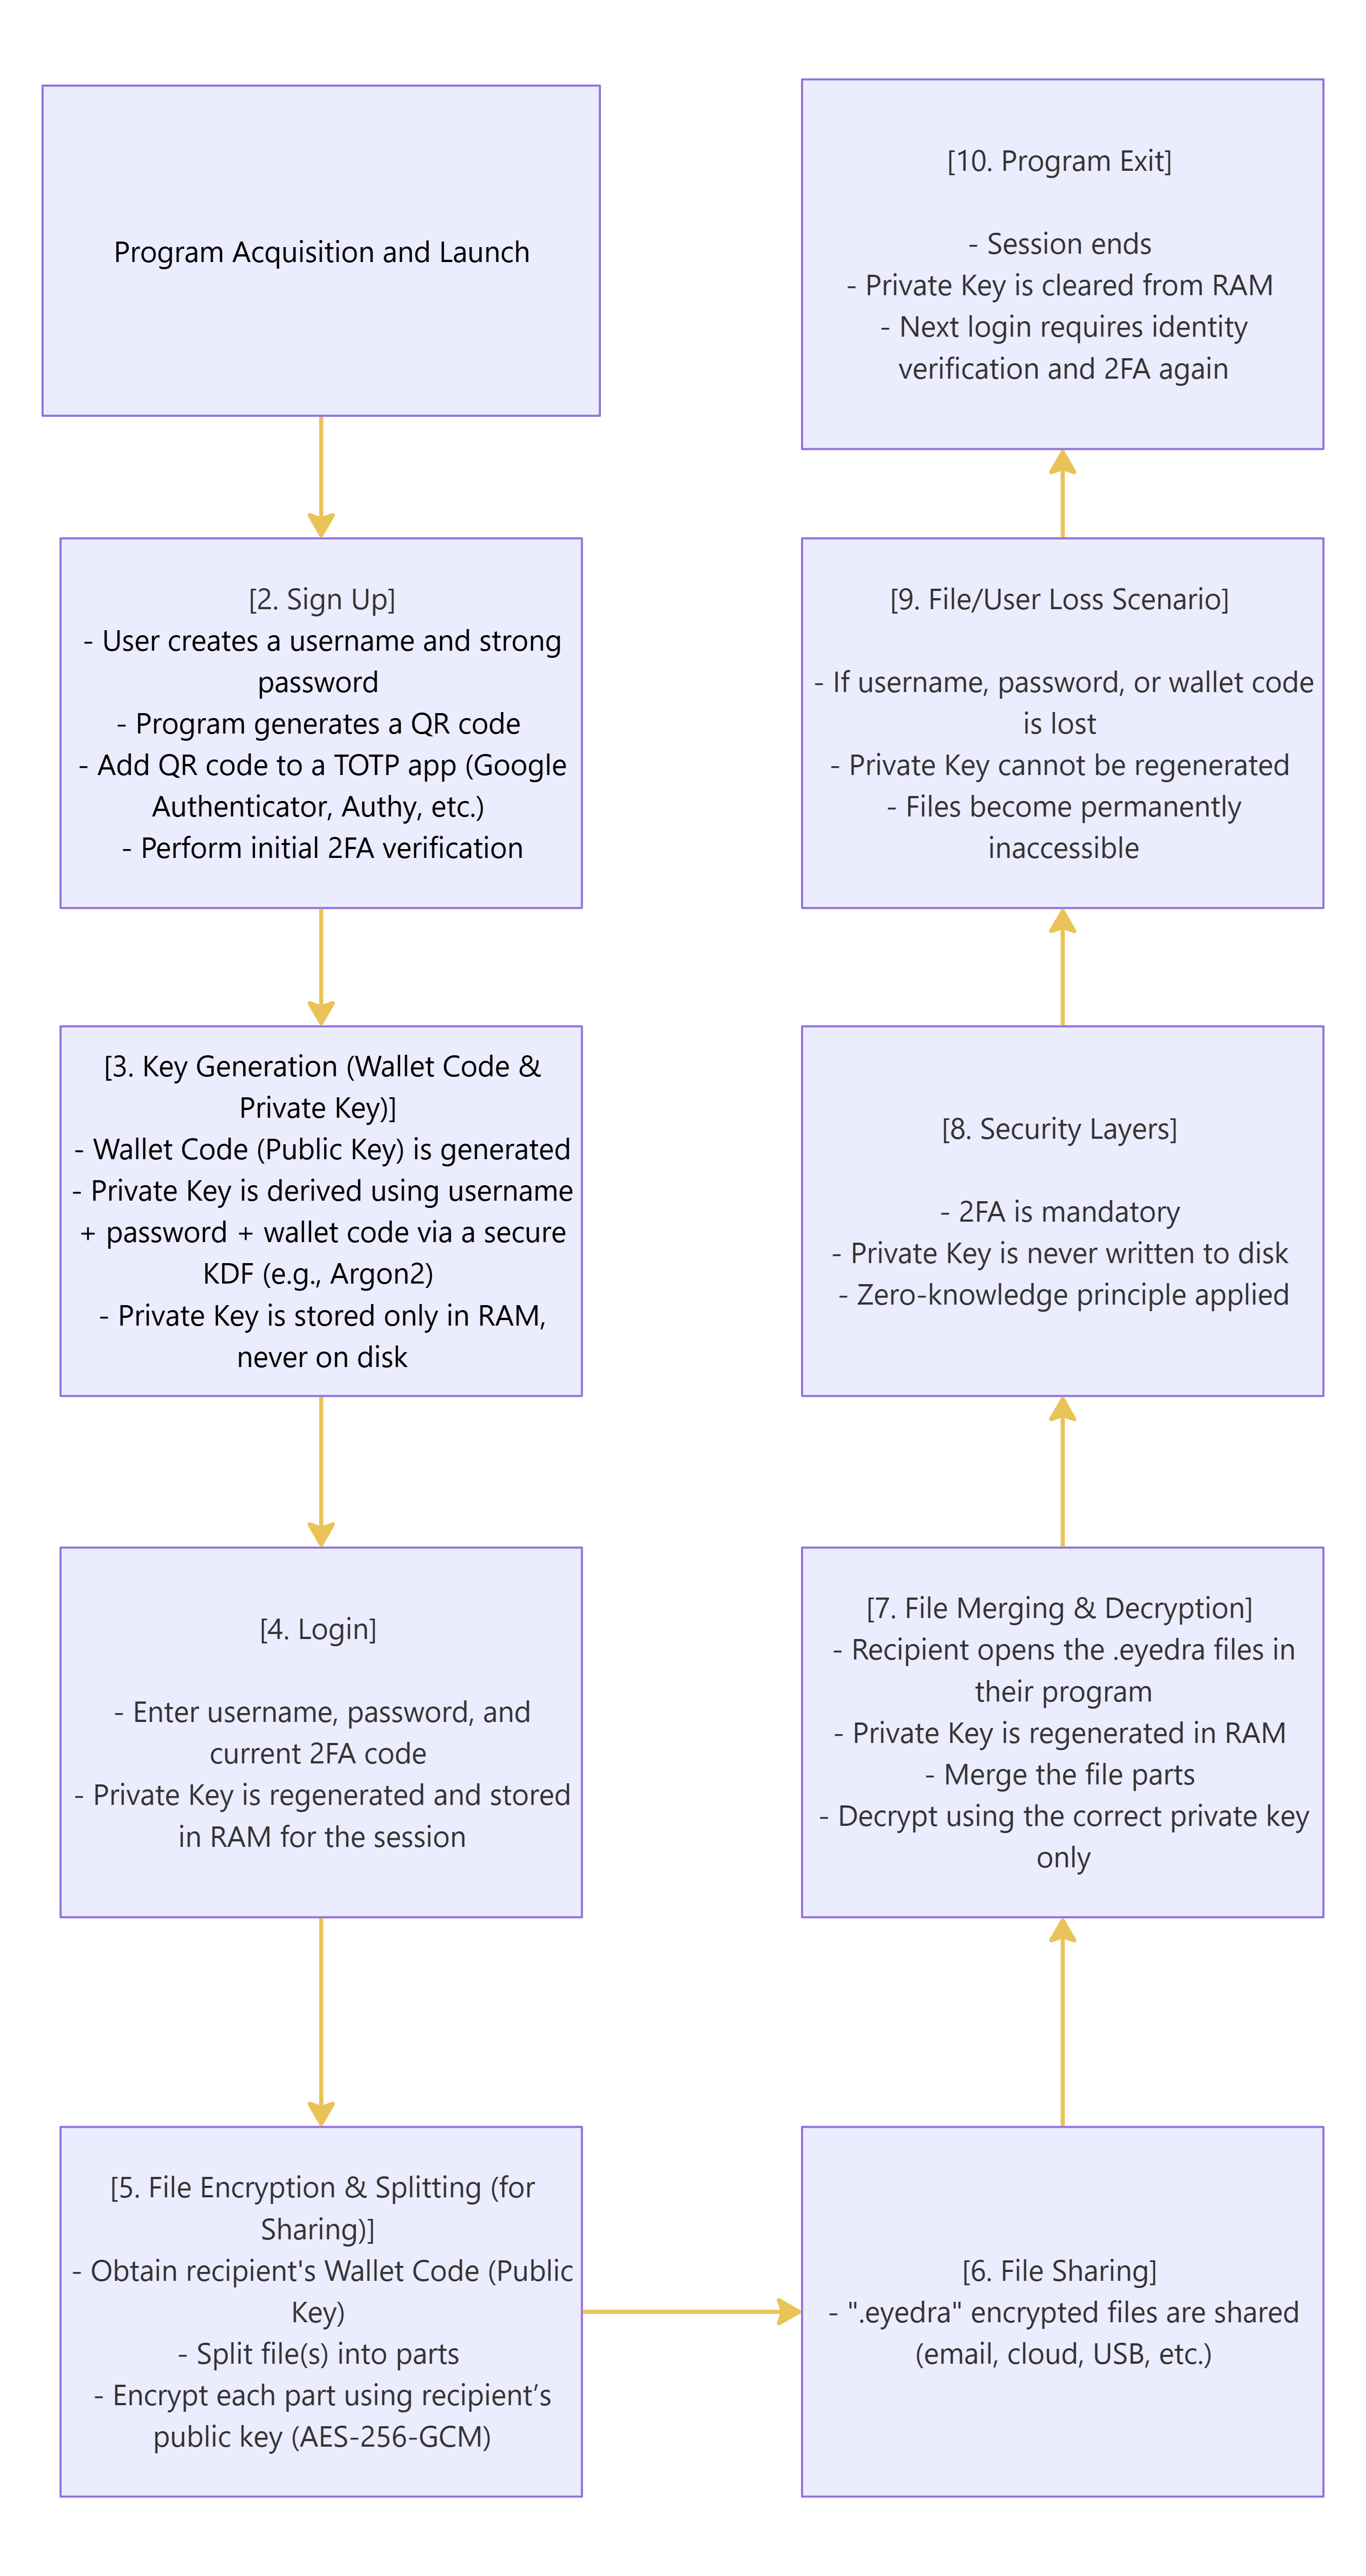 Program Acquisition and Launch
[2. Sign Up]
- User creates a username and strong
password
- Program generates a QR code
- Add QR code to a TOTP app (Google
Authenticator, Authy, etc.)
- Perform initial 2FA verification
[3. Key Generation (Wallet Code &
Private Key)]
- Wallet Code (Public Key) is generated
- Private Key is derived using username
+ password + wallet code via a secure
KDF (e.g., Argon2)
- Private Key is stored only in RAM,
never on disk
[4. Login]
- Enter username, password, and
current 2FA code
- Private Key is regenerated and stored
in RAM for the session
[5. File Encryption & Splitting (for
Sharing)]
- Obtain recipient's Wallet Code (Public
Key)
- Split file(s) into parts
- Encrypt each part using recipient’s
public key (AES-256-GCM)
[6. File Sharing]
- ".eyedra" encrypted files are shared
(email, cloud, USB, etc.)
[7. File Merging & Decryption]
- Recipient opens the .eyedra files in
their program
- Private Key is regenerated in RAM
- Merge the file parts
- Decrypt using the correct private key
only
[8. Security Layers]
- 2FA is mandatory
- Private Key is never written to disk
- Zero-knowledge principle applied
[9. File/User Loss Scenario]
- If username, password, or wallet code
is lost
- Private Key cannot be regenerated
- Files become permanently
inaccessible
[10. Program Exit]
- Session ends
- Private Key is cleared from RAM
- Next login requires identity
verification and 2FA again